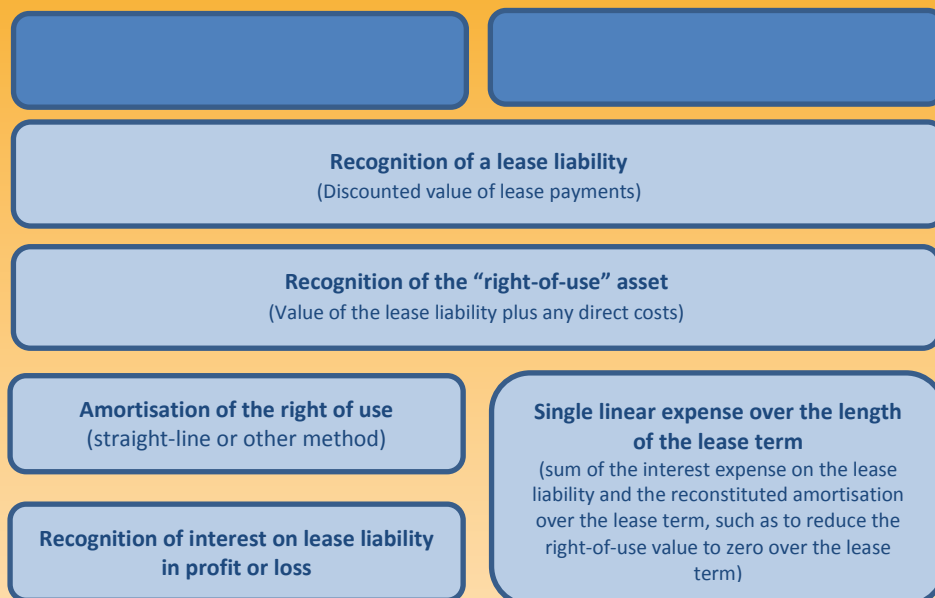 Recognition of a lease liability
(Discounted value of lease payments)
Recognition of the “right-of-use” asset
(Value of the lease liability plus any direct costs)
Amortisation of the right of use
(straight-line or other method)
Recognition of interest on lease liability
in profit or loss
Single linear expense over the length
of the lease term
(sum of the interest expense on the lease
liability and the reconstituted amortisation
over the lease term, such as to reduce the
right-of-use value to zero over the lease
term)